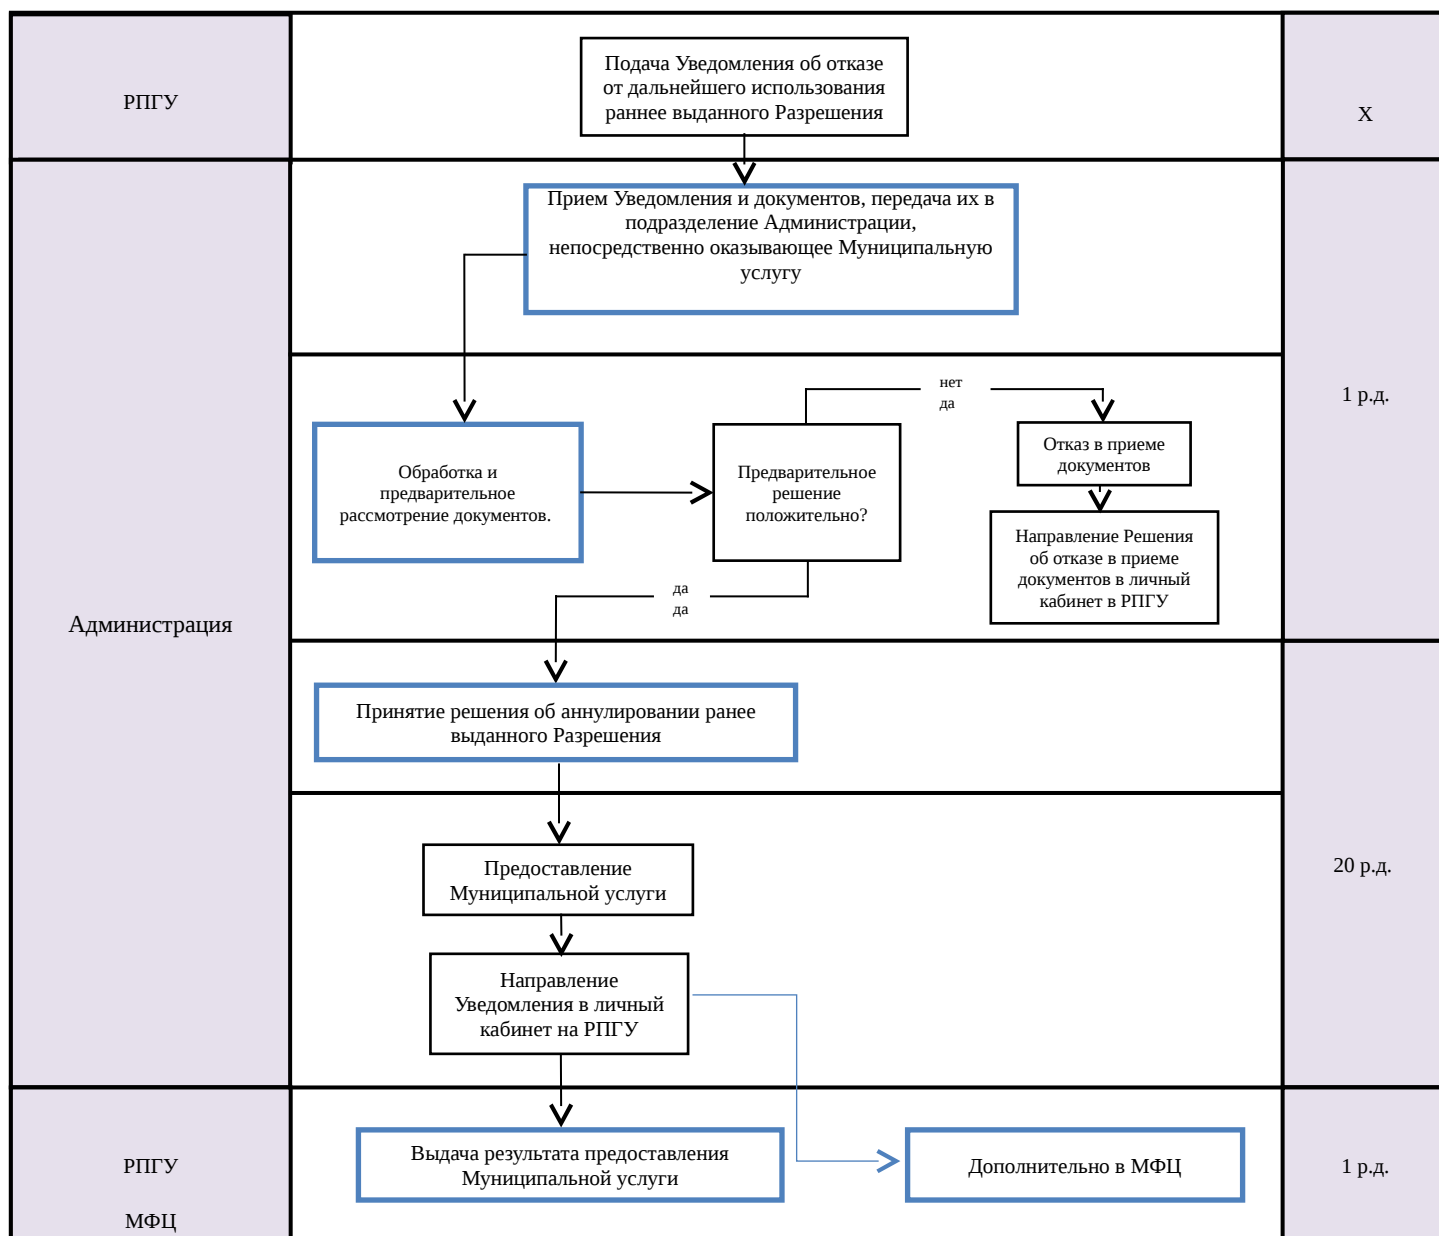 РПГУ
Подача Уведомления об отказе
от дальнейшего использования
раннее выданного Разрешения
X
Администрация
Прием Уведомления и документов, передача их в
подразделение Администрации,
непосредственно оказывающее Муниципальную
услугу
1 р.д.
нет
да
Обработка и
предварительное
рассмотрение документов.
Предварительное
решение
положительно?
Отказ в приеме
документов
Направление Решения
об отказе в приеме
документов в личный
кабинет в РПГУ
да
да
Принятие решения об аннулировании ранее
выданного Разрешения
20 р.д.
Предоставление
Муниципальной услуги
Направление
Уведомления в личный
кабинет на РПГУ
РПГУ
МФЦ
Выдача результата предоставления
Муниципальной услуги
Дополнительно в МФЦ
1 р.д.